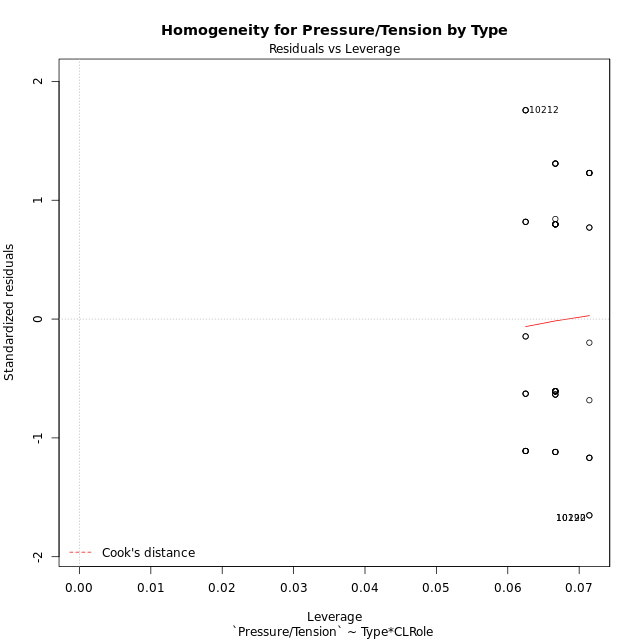 Homogeneity for Pressure/Tension by Type
Residuals vs Leverage
2
1
0
-1
-2
Standardized residuals
10212
Cook's distance
0.00 0.01 0.02 0.03 0.04 0.05 0.06 0.07
Leverage
`Pressure/Tension` ~ Type*CLRole